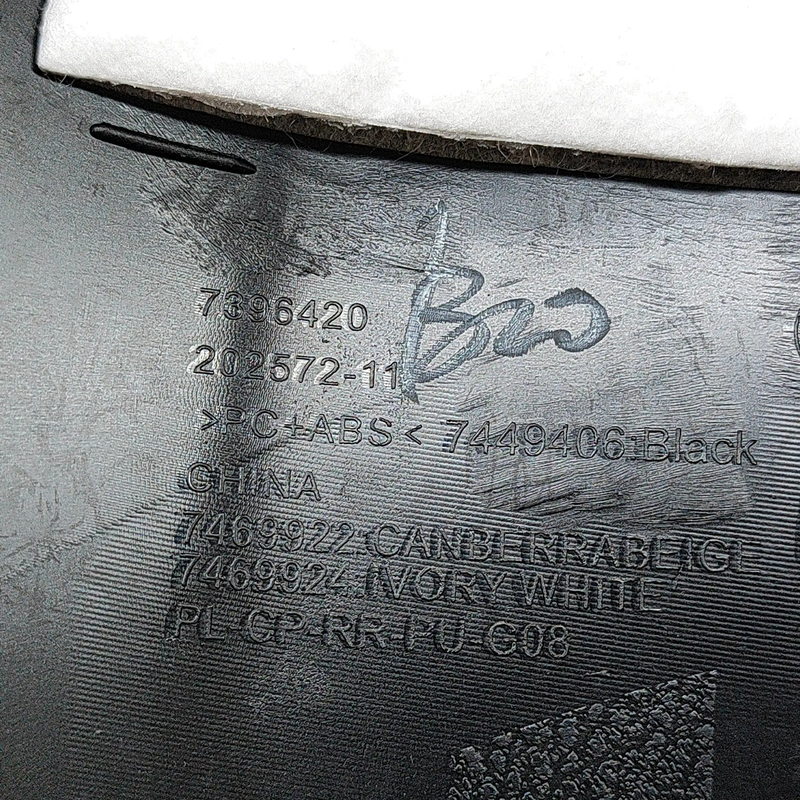 7396420
B20
202572-11
>PC+ABS< 7449406:Black
CHINA
7469922:CANBERRABEIGE
7469924:IVORY WHITE
PL-CP-RR-PU-G08